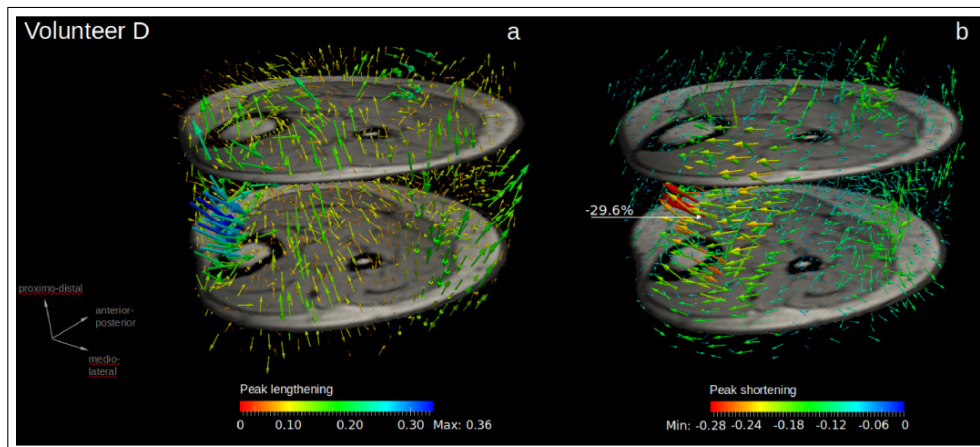 Volunteer D
a
b
-29.6%
proximo-distal
anterior-
posterior
medio-
lateral
Peak lengthening
0 0.10 0.20 0.30 Max: 0.36
Peak shortening
Min: -0.28 -0.24 -0.18 -0.12 -0.06 0